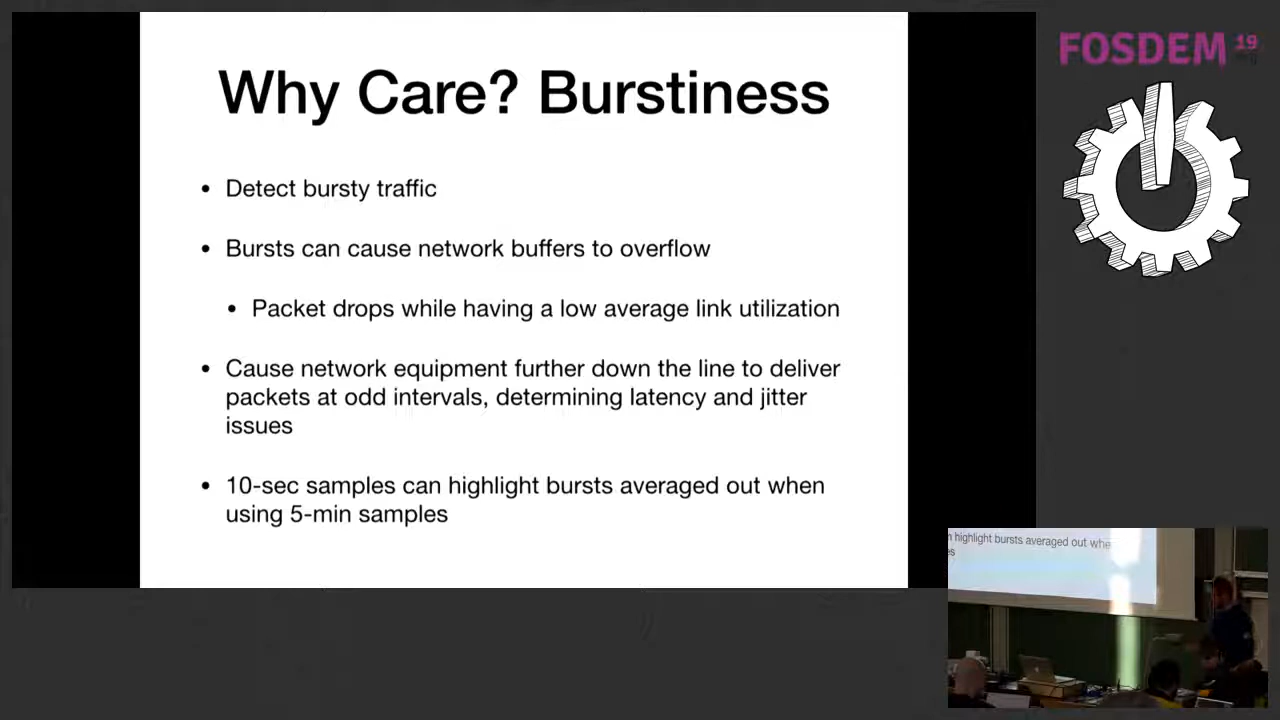 Why Care? Burstiness
• Detect bursty traffic
• Bursts can cause network buffers to overflow
• Packet drops while having a low average link utilization
• Cause network equipment further down the line to deliver
packets at odd intervals, determining latency and jitter
issues
• 10-sec samples can highlight bursts averaged out when
using 5-min samples
FOSDEM 19
highlight bursts averaged out whe
es